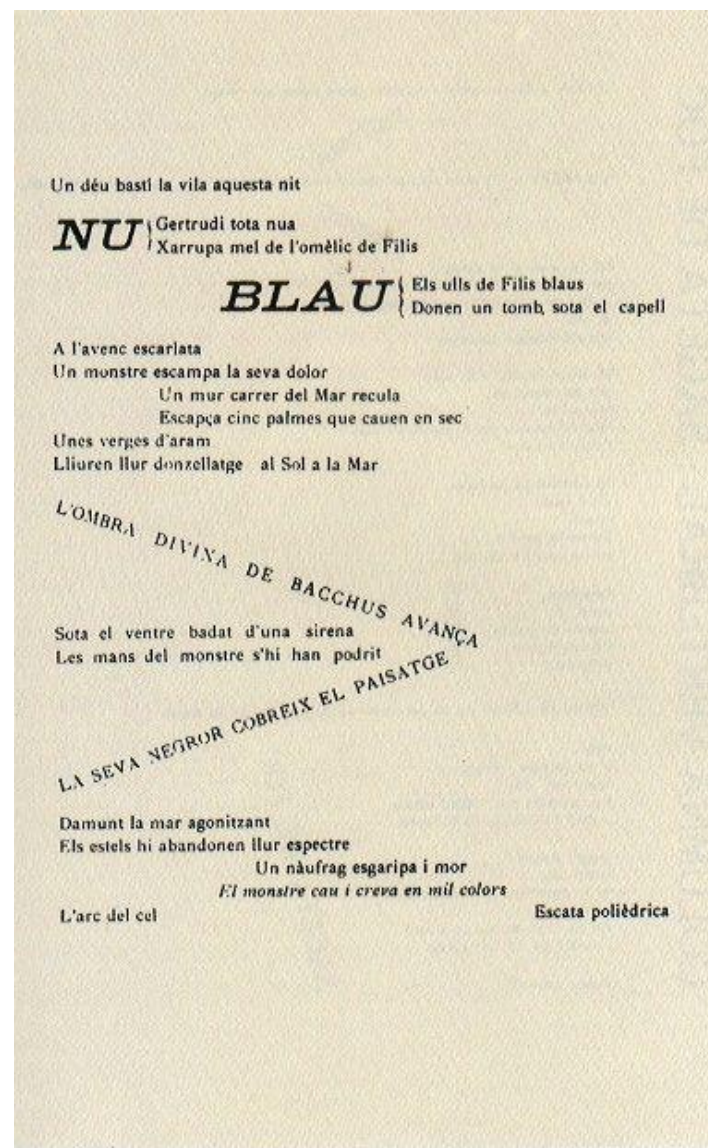 Un déu bastí la vila aquesta nit
NU { Gertrudi tota nua
Xarrupa mel de l'omèlic de Filis
BLAU { Els ulls de Filis blaus
Donen un tomb, sota el capell
A l'avenc escarlata
Un monstre escampa la seva dolor
Un mur carrer del Mar recula
Escapça cinc palmes que cauen en sec
Unes verges d'aram
Lliuren llur donzellatge al Sol a la Mar
L'OMBRA DIVINA DE BACCHUS AVANÇA
Sota el ventre badat d'una sirena
Les mans del monstre s'hi han podrit
LA SEVA NEGROR COBREIX EL PAISATGE
Damunt la mar agonitzant
Els estels hi abandonen llur espectre
Un nàufrag esgaripa i mor
El monstre cau i creva en mil colors
L'arc del cel Escata polièdrica